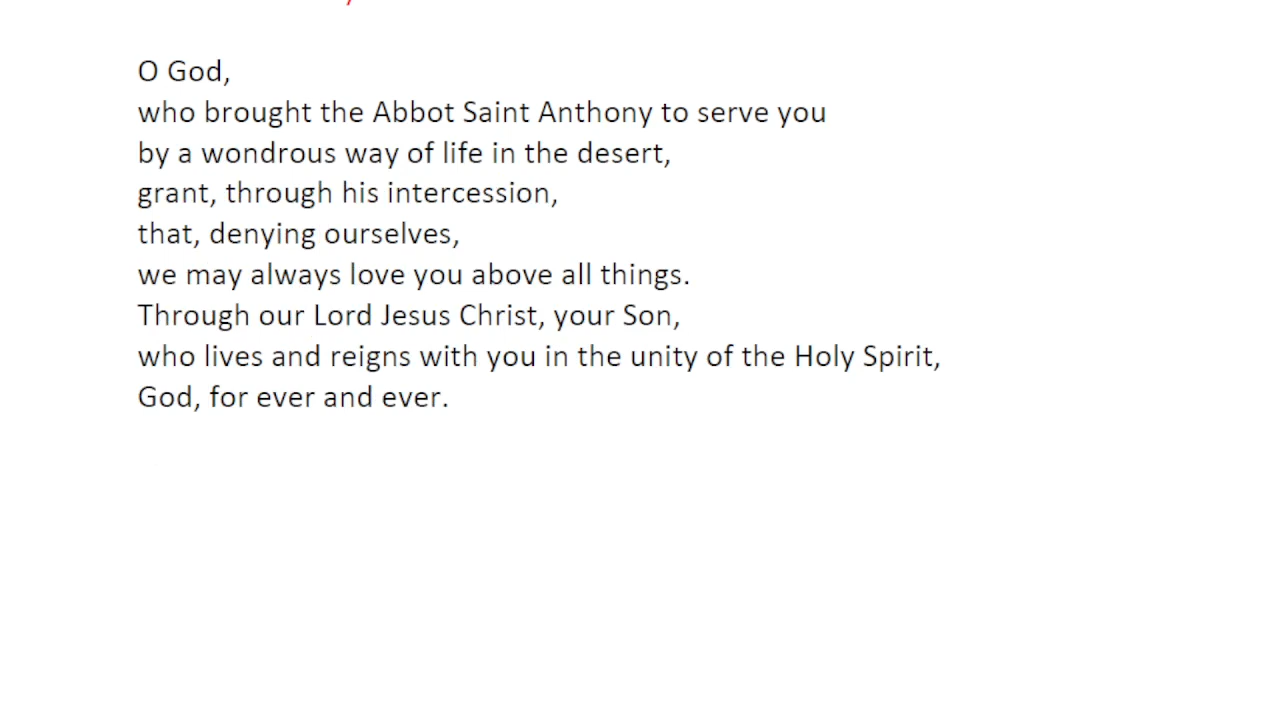 O God,
who brought the Abbot Saint Anthony to serve you
by a wondrous way of life in the desert,
grant, through his intercession,
that, denying ourselves,
we may always love you above all things.
Through our Lord Jesus Christ, your Son,
who lives and reigns with you in the unity of the Holy Spirit,
God, for ever and ever.